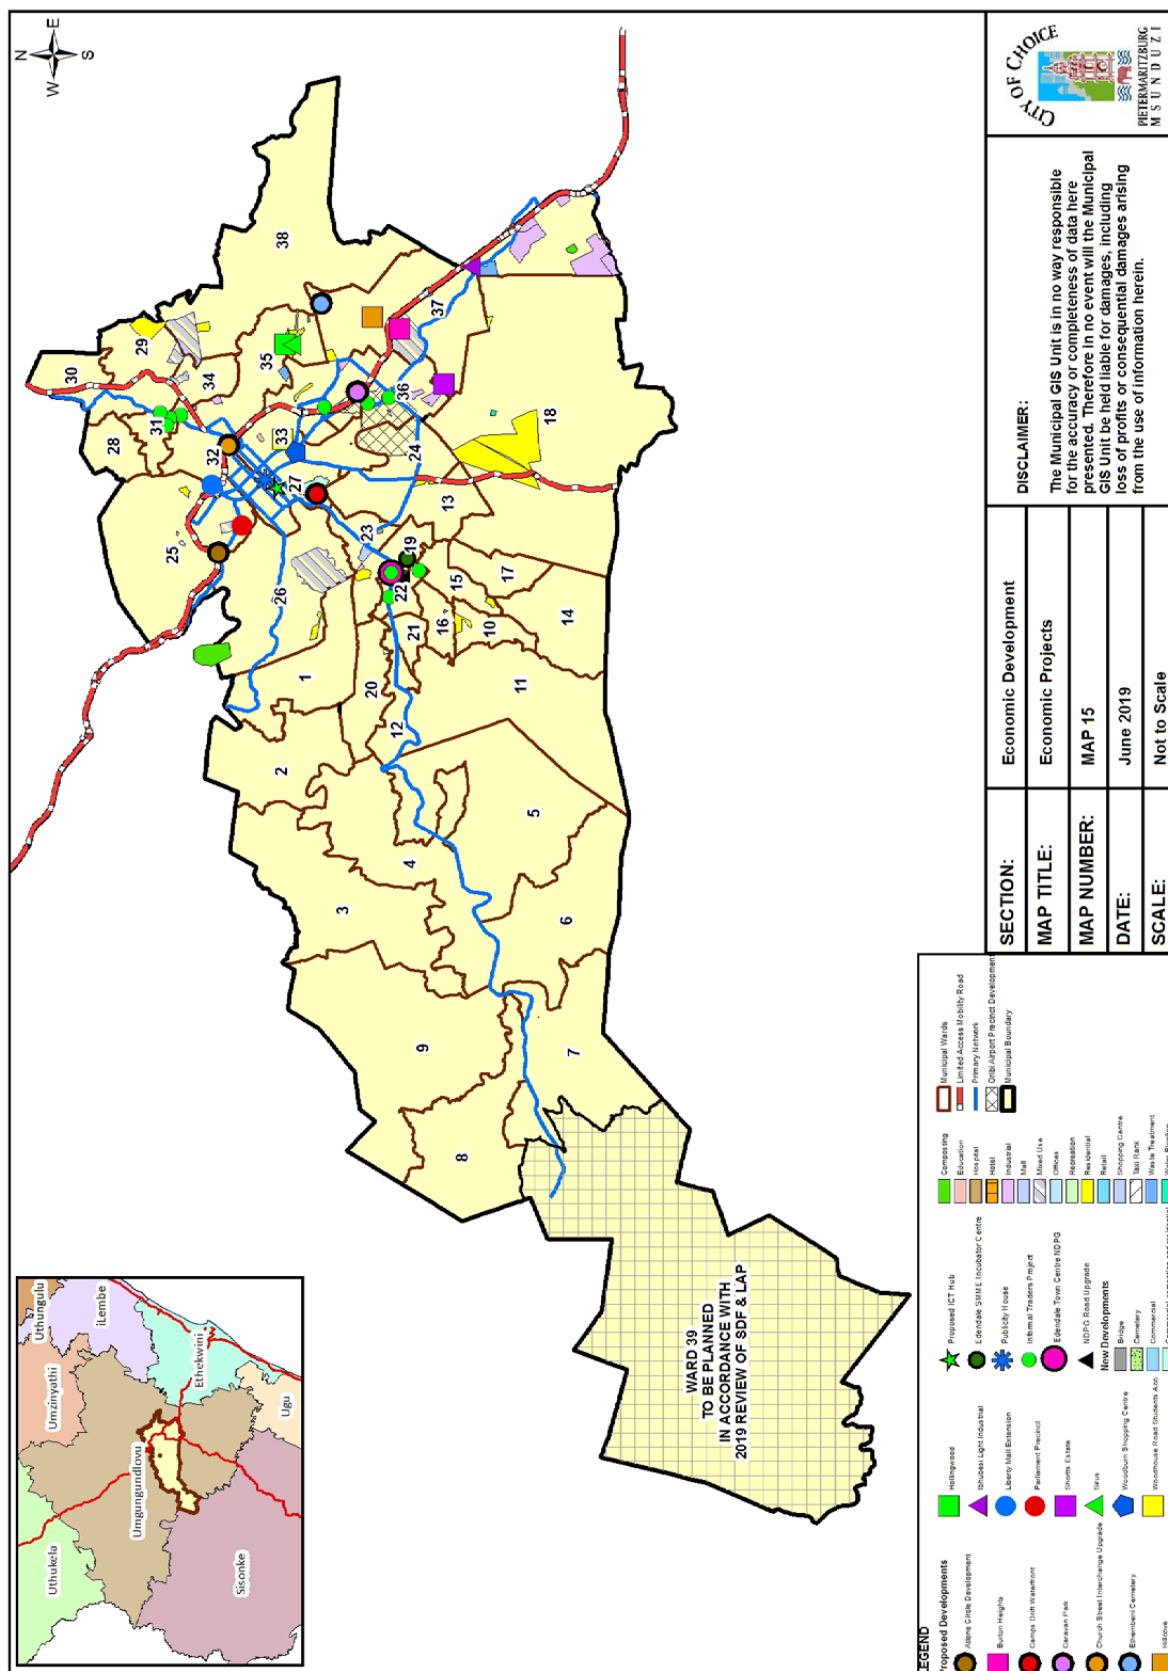 N
E
S
W
Uthungulu
Umzinyathi
iLembe
Uthukela
Umgungundlovu
Ethekwini
Ugu
Sisonke
38
30
29
34
35
28
31
32
33
36
37
25
27
24
18
26
23
13
19
22
15
17
1
21
16
10
14
20
12
11
2
5
4
3
6
9
7
8
WARD 39
TO BE PLANNED
IN ACCORDANCE WITH
2019 REVIEW OF SDF & LAP
LEGEND
Proposed Developments
Athlone Circle Development
Burton Heights
Camps Drift Waterfront
Caravan Park
Church Street Interchange Upgrade
Ethembeni Cemetery
Hillcove
Hollingwood
Ibhubesi Light Industrial
Liberty Mall Extension
Parliament Precinct
Shortts Estate
Sirus
Woodburn Shopping Centre
Woodhouse Road Students Acc.
Proposed ICT Hub
Edendale SMME Incubator Centre
Publicity House
Informal Traders Project
Edendale Town Centre NDPG
NDPG Road Upgrade
New Developments
Bridge
Cemetery
Commercial
Composting
Education
Hospital
Hotel
Industrial
Mall
Mixed Use
Offices
Recreation
Residential
Retail
Shopping Centre
Taxi Rank
Waste Treatment
Municipal Wards
Limited Access Mobility Road
Primary Network
Oribi Airport Precinct Development
Municipal Boundary
SECTION: Economic Development
MAP TITLE: Economic Projects
MAP NUMBER: MAP 15
DATE: June 2019
SCALE: Not to Scale
DISCLAIMER:
The Municipal GIS Unit is in no way responsible
for the accuracy or completeness of data here
presented. Therefore in no event will the Municipal
GIS Unit be held liable for damages, including
loss of profits or consequential damages arising
from the use of information herein.
CITY OF CHOICE
PIETERMARITZBURG
MSUNDUZI